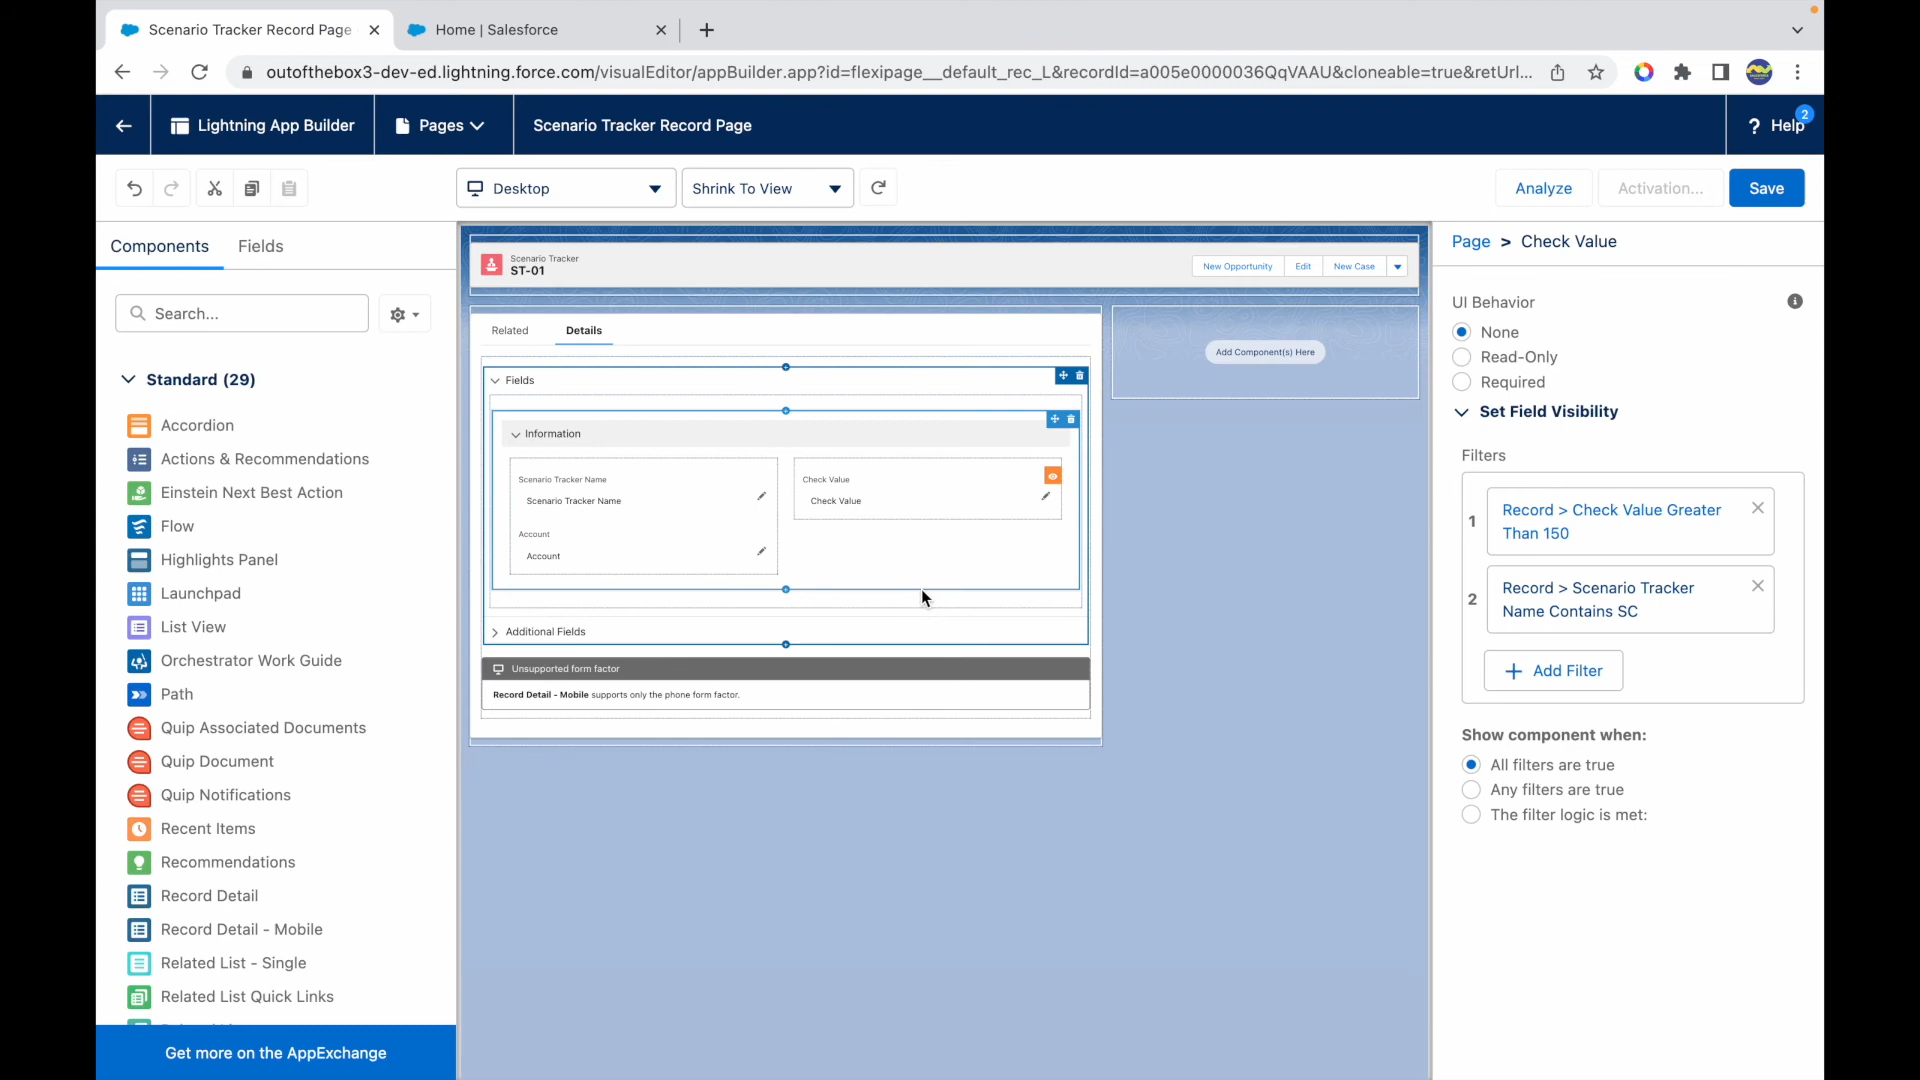 Scenario Tracker Record Page
Home | Salesforce
outofthebox3-dev-ed.lightning.force.com/visualEditor/appBuilder.app?id=flexipage__default_rec_L&recordId=a005e0000036QqVAAU&cloneable=true&retUrl...
Lightning App Builder
Pages
Scenario Tracker Record Page
? Help
2
Desktop
Shrink To View
Analyze
Activation...
Save
Components
Fields
Search...
Standard (29)
Accordion
Actions & Recommendations
Einstein Next Best Action
Flow
Highlights Panel
Launchpad
List View
Orchestrator Work Guide
Path
Quip Associated Documents
Quip Document
Quip Notifications
Recent Items
Recommendations
Record Detail
Record Detail - Mobile
Related List - Single
Related List Quick Links
Get more on the AppExchange
Scenario Tracker
ST-01
New Opportunity
Edit
New Case
Related
Details
Add Component(s) Here
Fields
Information
Scenario Tracker Name
Scenario Tracker Name
Account
Account
Check Value
Check Value
Additional Fields
Unsupported form factor
Record Detail - Mobile supports only the phone form factor.
Page > Check Value
UI Behavior
None
Read-Only
Required
Set Field Visibility
Filters
1
Record > Check Value Greater
Than 150
2
Record > Scenario Tracker
Name Contains SC
Add Filter
Show component when:
All filters are true
Any filters are true
The filter logic is met: